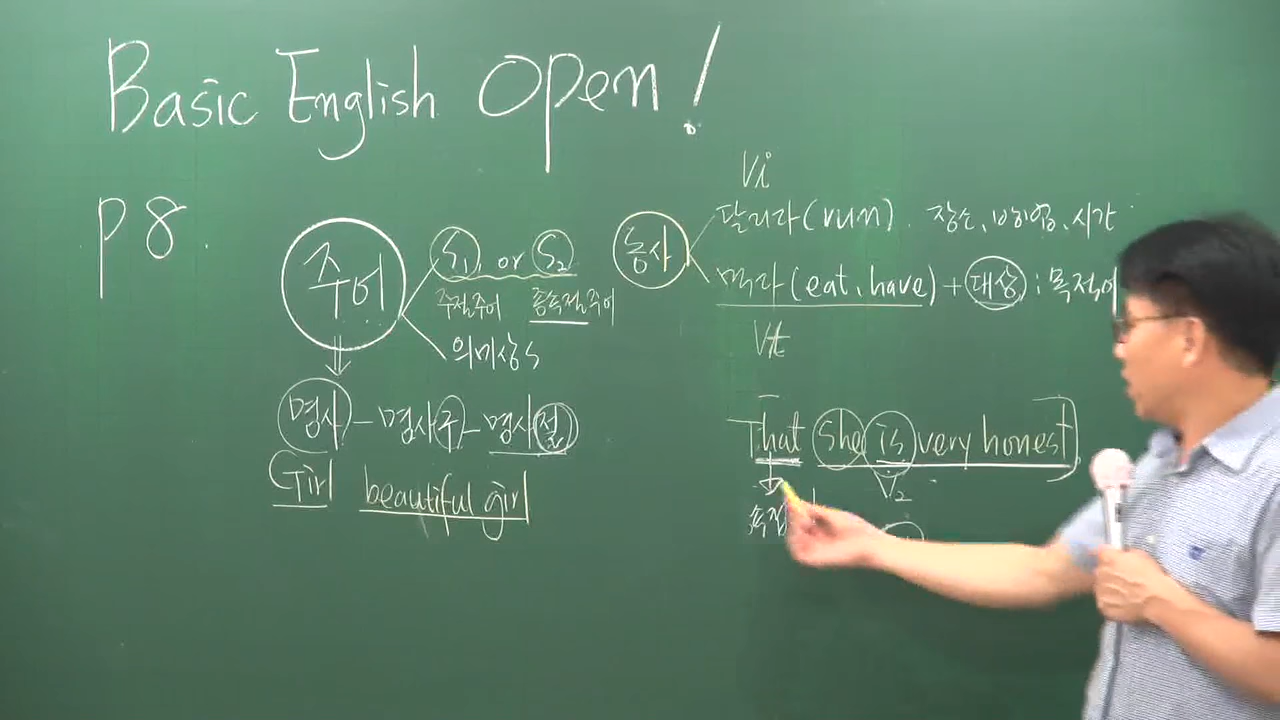 Basic English Open!
p 8.
주어
S₁ or S₂
주절주어 종속절주어
의미상 S
명사 - 명사구 - 명사절
Girl beautiful girl
동사
Vi
달리다 (run). 장소, 방법, 시간
먹다 (eat, have) + 대상 : 목적어
Vt
That she is very honest
V₂